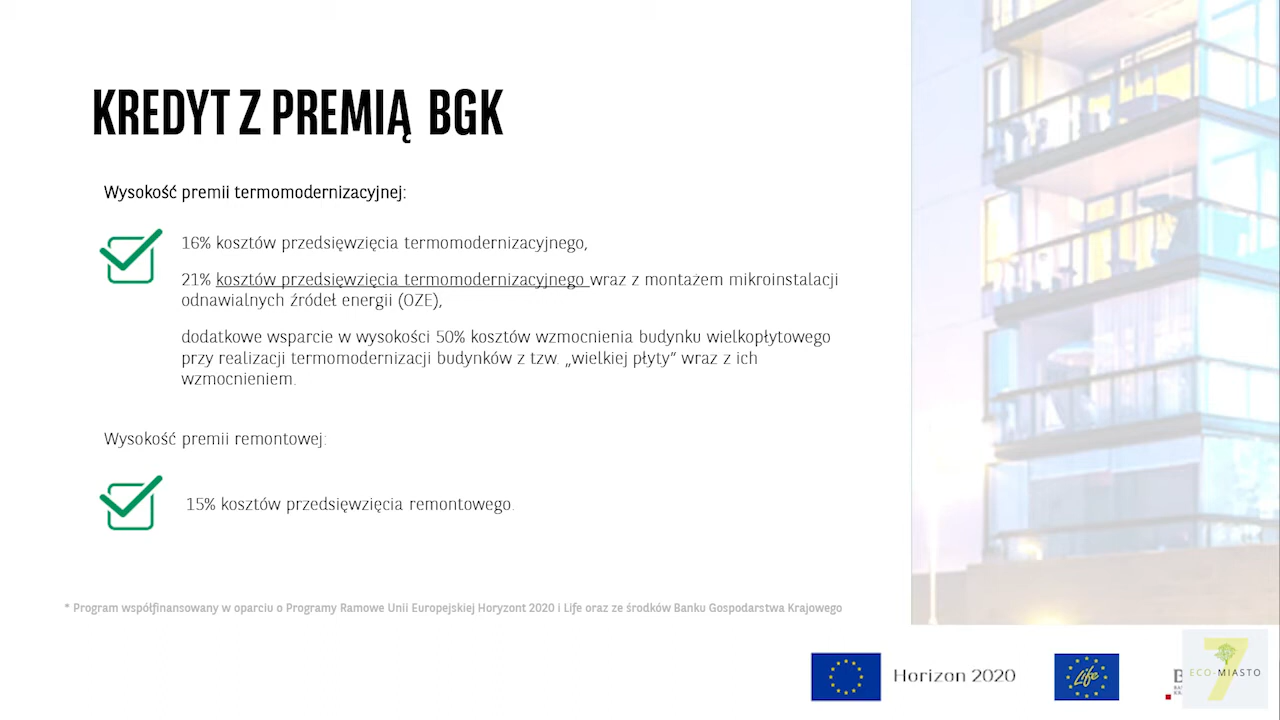 KREDYT Z PREMIĄ BGK
Wysokość premii termomodernizacyjnej:
16% kosztów przedsięwzięcia termomodernizacyjnego,
21% kosztów przedsięwzięcia termomodernizacyjnego wraz z montażem mikroinstalacji
odnawialnych źródeł energii (OZE),
dodatkowe wsparcie w wysokości 50% kosztów wzmocnienia budynku wielkopłytowego
przy realizacji termomodernizacji budynków z tzw. „wielkiej płyty” wraz z ich
wzmocnieniem.
Wysokość premii remontowej:
15% kosztów przedsięwzięcia remontowego.
* Program współfinansowany w oparciu o Programy Ramowe Unii Europejskiej Horyzont 2020 i Life oraz ze środków Banku Gospodarstwa Krajowego
Horizon 2020
Life
7
ECO-MIASTO